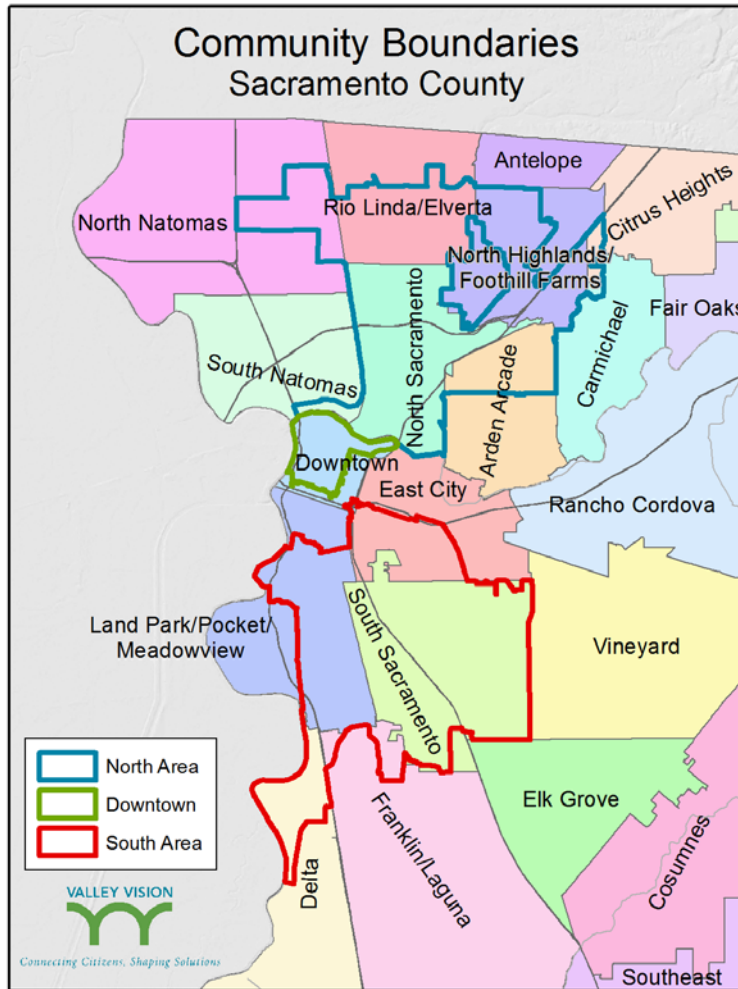 Community Boundaries
Sacramento County
Antelope
Citrus Heights
North Natomas
Rio Linda/Elverta
North Highlands/
Foothill Farms
Fair Oaks
Carmichael
North Sacramento
South Natomas
Arden Arcade
Downtown
East City
Rancho Cordova
Land Park/Pocket/
Meadowview
South Sacramento
Vineyard
North Area
Downtown
South Area
Elk Grove
Franklin/Laguna
Delta
Cosumnes
VALLEY VISION
Connecting Citizens, Shaping Solutions
Southeast